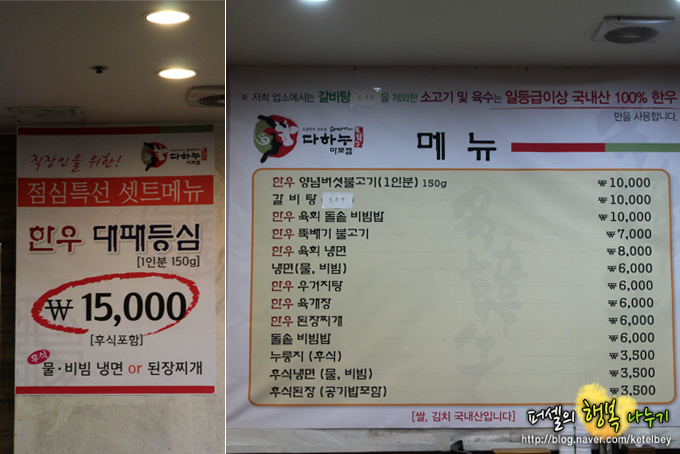 직장인을 위한!
다하누
마포점
점심특선 셋트메뉴
한우 대패등심
[1인분 150g]
₩ 15,000
[후식포함]
후식
물·비빔 냉면 or 된장찌개
※ 저희 업소에서는 갈비탕 을 제외한 소고기 및 육수는 일등급이상 국내산 100% 한우
만을 사용합니다.
다하누
마포점
메뉴
한우 양념버섯불고기(1인분) 150g ₩ 10,000
갈비탕 ₩ 10,000
한우 육회 돌솥 비빔밥 ₩ 10,000
한우 뚝배기 불고기 ₩ 7,000
한우 육회 냉면 ₩ 8,000
냉면(물, 비빔) ₩ 6,000
한우 우거지탕 ₩ 6,000
한우 육개장 ₩ 6,000
한우 된장찌개 ₩ 6,000
돌솥 비빔밥 ₩ 6,000
누룽지 (후식) ₩ 3,500
후식냉면 (물, 비빔) ₩ 3,500
후식된장 (공기밥포함) ₩ 3,500
[쌀, 김치 국내산입니다]
퍼셀의 행복 나누기
http://blog.naver.com/ketelbey